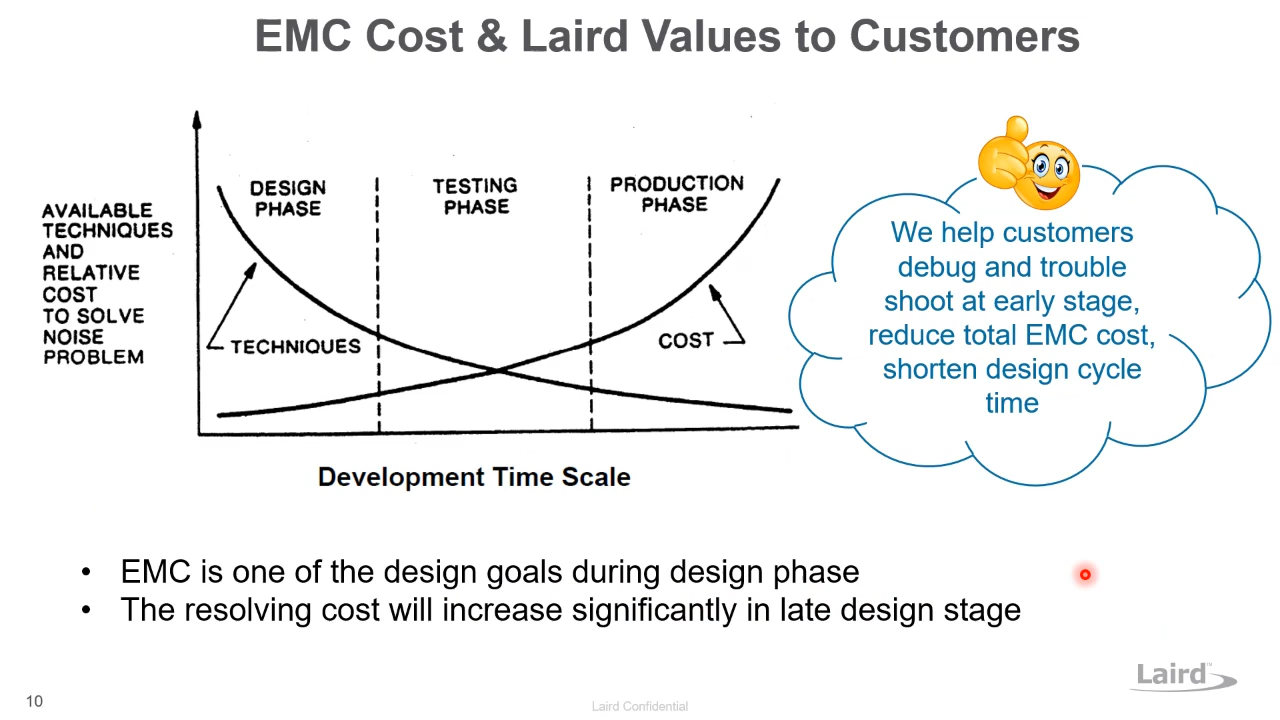 EMC Cost & Laird Values to Customers
AVAILABLE
TECHNIQUES
AND
RELATIVE
COST
TO SOLVE
NOISE
PROBLEM
DESIGN
PHASE
TESTING
PHASE
PRODUCTION
PHASE
TECHNIQUES
COST
Development Time Scale
We help customers
debug and trouble
shoot at early stage,
reduce total EMC cost,
shorten design cycle
time
• EMC is one of the design goals during design phase
• The resolving cost will increase significantly in late design stage
Laird™
10
Laird Confidential